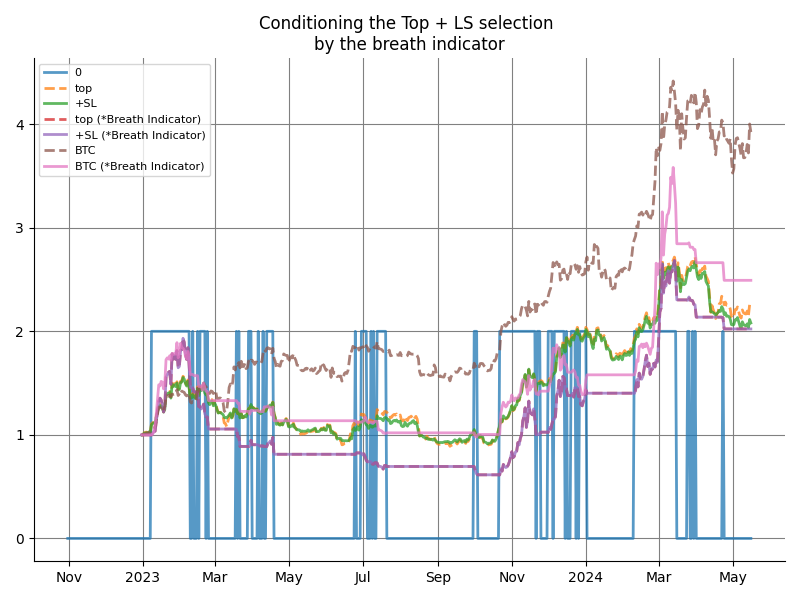 Conditioning the Top + LS selection
by the breath indicator
0
top
+SL
top (*Breath Indicator)
+SL (*Breath Indicator)
BTC
BTC (*Breath Indicator)
4
3
2
1
0
Nov
2023
Mar
May
Jul
Sep
Nov
2024
Mar
May